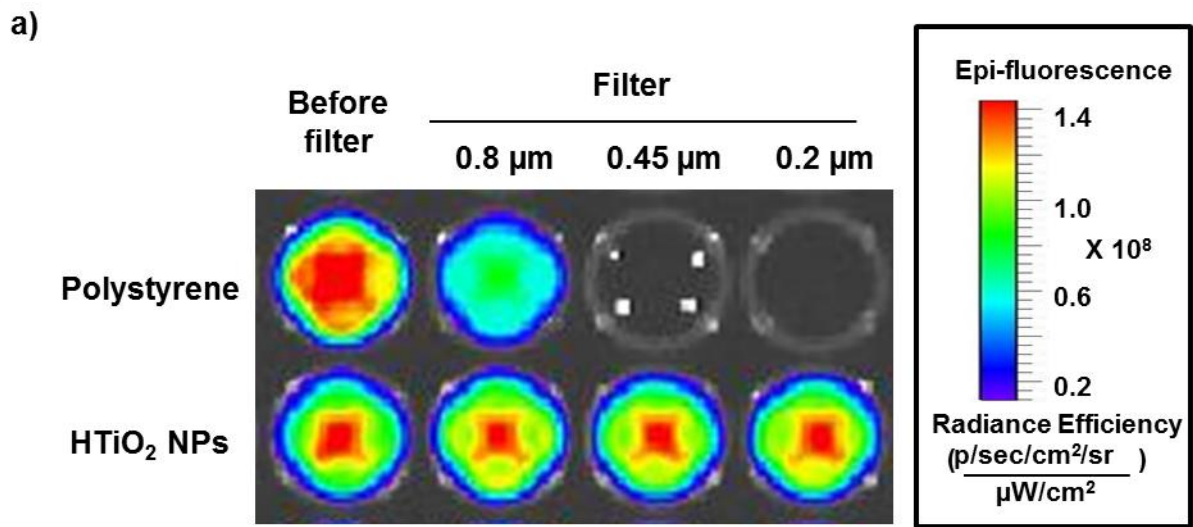 a)
Before
filter
Filter
0.8 µm 0.45 µm 0.2 µm
Polystyrene
HTiO₂ NPs
Epi-fluorescence
1.4
1.0
X 10⁸
0.6
0.2
Radiance Efficiency
(p/sec/cm²/sr)
µW/cm²